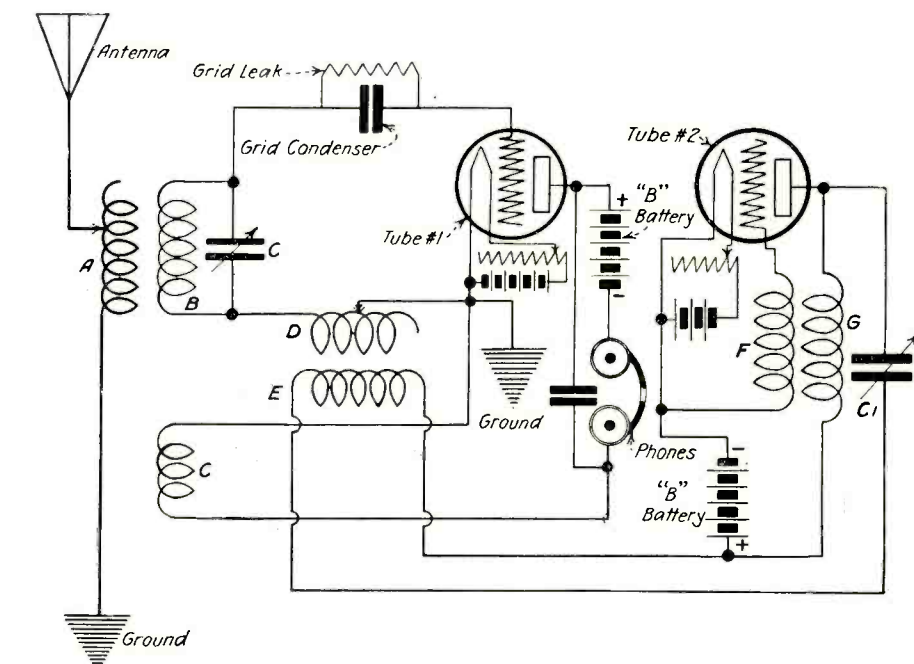 Antenna
Grid Leak
Grid Condenser
Tube #1
Tube #2
"B"
Battery
+
-
A
B
C
D
E
F
G
C1
Ground
Phones
C
-
"B"
Battery
+
Ground